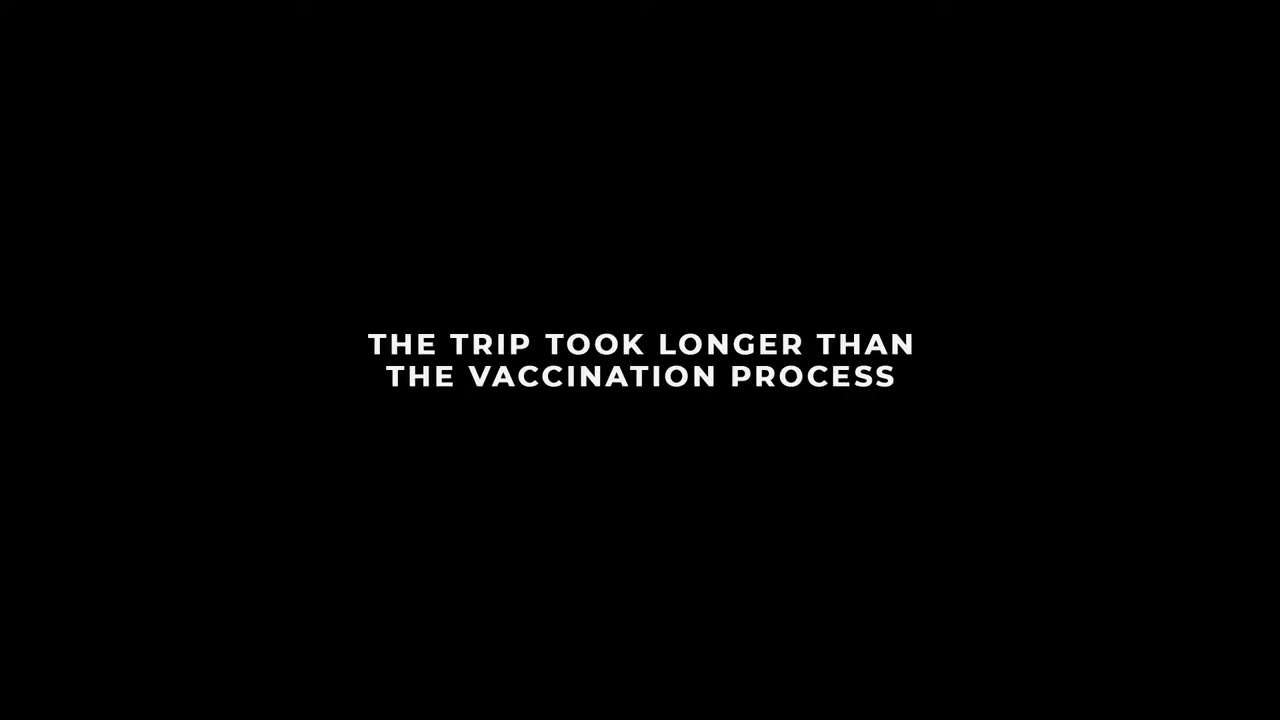 THE TRIP TOOK LONGER THAN
THE VACCINATION PROCESS